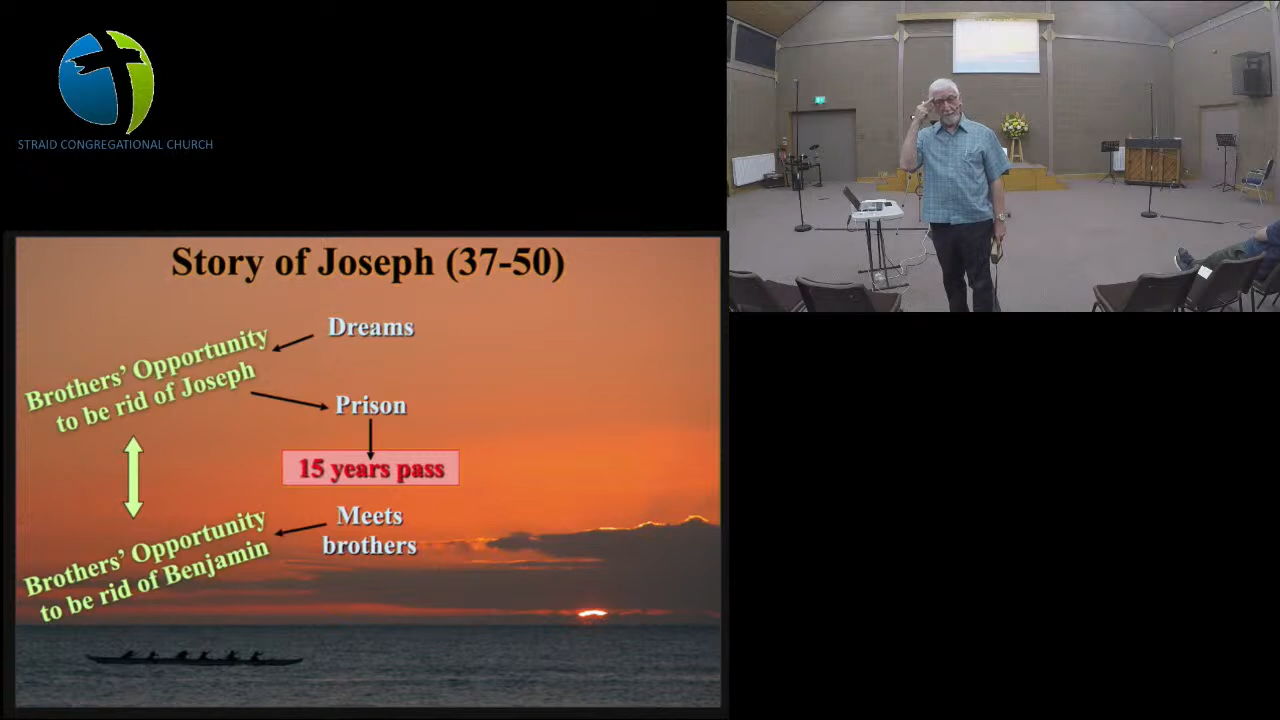 STRAID CONGREGATIONAL CHURCH
Story of Joseph (37-50)
Dreams
Brothers' Opportunity
to be rid of Joseph
Prison
15 years pass
Meets
brothers
Brothers' Opportunity
to be rid of Benjamin